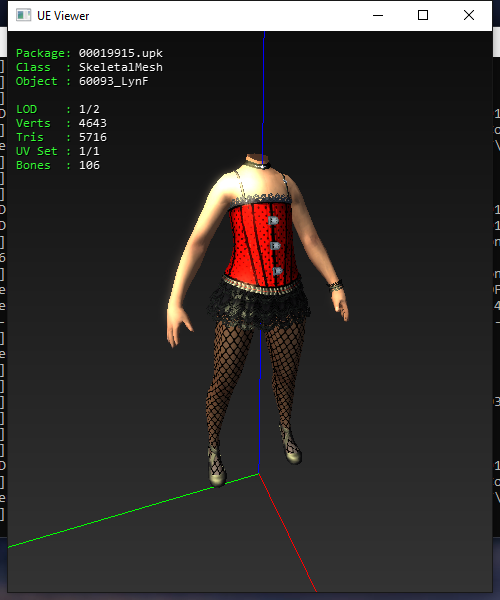 UE Viewer
Package: 00019915.upk
Class  : SkeletalMesh
Object : 60093_LynF
LOD    : 1/2
Verts  : 4643
Tris   : 5716
UV Set : 1/1
Bones  : 106